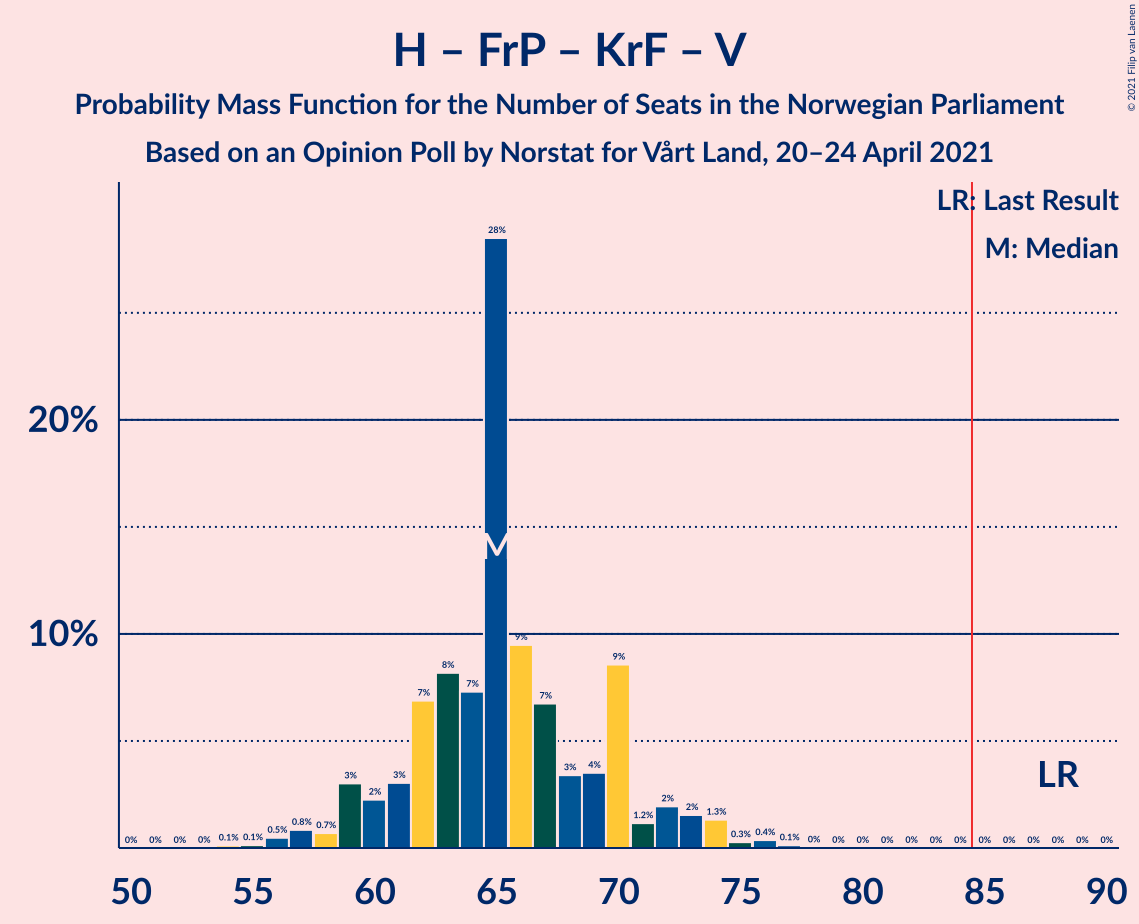 H – FrP – KrF – V
Probability Mass Function for the Number of Seats in the Norwegian Parliament
Based on an Opinion Poll by Norstat for Vårt Land, 20–24 April 2021
© 2021 Filip van Laenen
LR: Last Result
M: Median
20%
10%
0% 0% 0% 0% 0.1% 0.1% 0.5% 0.8% 0.7% 3% 2% 3% 7% 8% 7% 28% 9% 7% 3% 4% 9% 1.2% 2% 2% 1.3% 0.3% 0.4% 0.1% 0% 0% 0% 0% 0% 0% 0% 0% 0% 0% 0% 0% 0%
M
LR
50 55 60 65 70 75 80 85 90